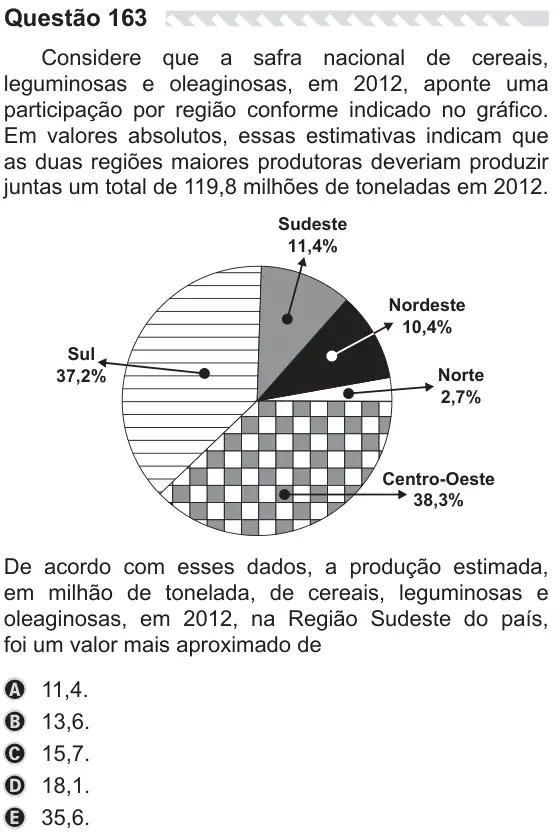 Questão 163
Considere que a safra nacional de cereais,
leguminosas e oleaginosas, em 2012, aponte uma
participação por região conforme indicado no gráfico.
Em valores absolutos, essas estimativas indicam que
as duas regiões maiores produtoras deveriam produzir
juntas um total de 119,8 milhões de toneladas em 2012.
Sudeste
11,4%
Nordeste
10,4%
Sul
37,2%
Norte
2,7%
Centro-Oeste
38,3%
De acordo com esses dados, a produção estimada,
em milhão de tonelada, de cereais, leguminosas e
oleaginosas, em 2012, na Região Sudeste do país,
foi um valor mais aproximado de
A 11,4.
B 13,6.
C 15,7.
D 18,1.
E 35,6.